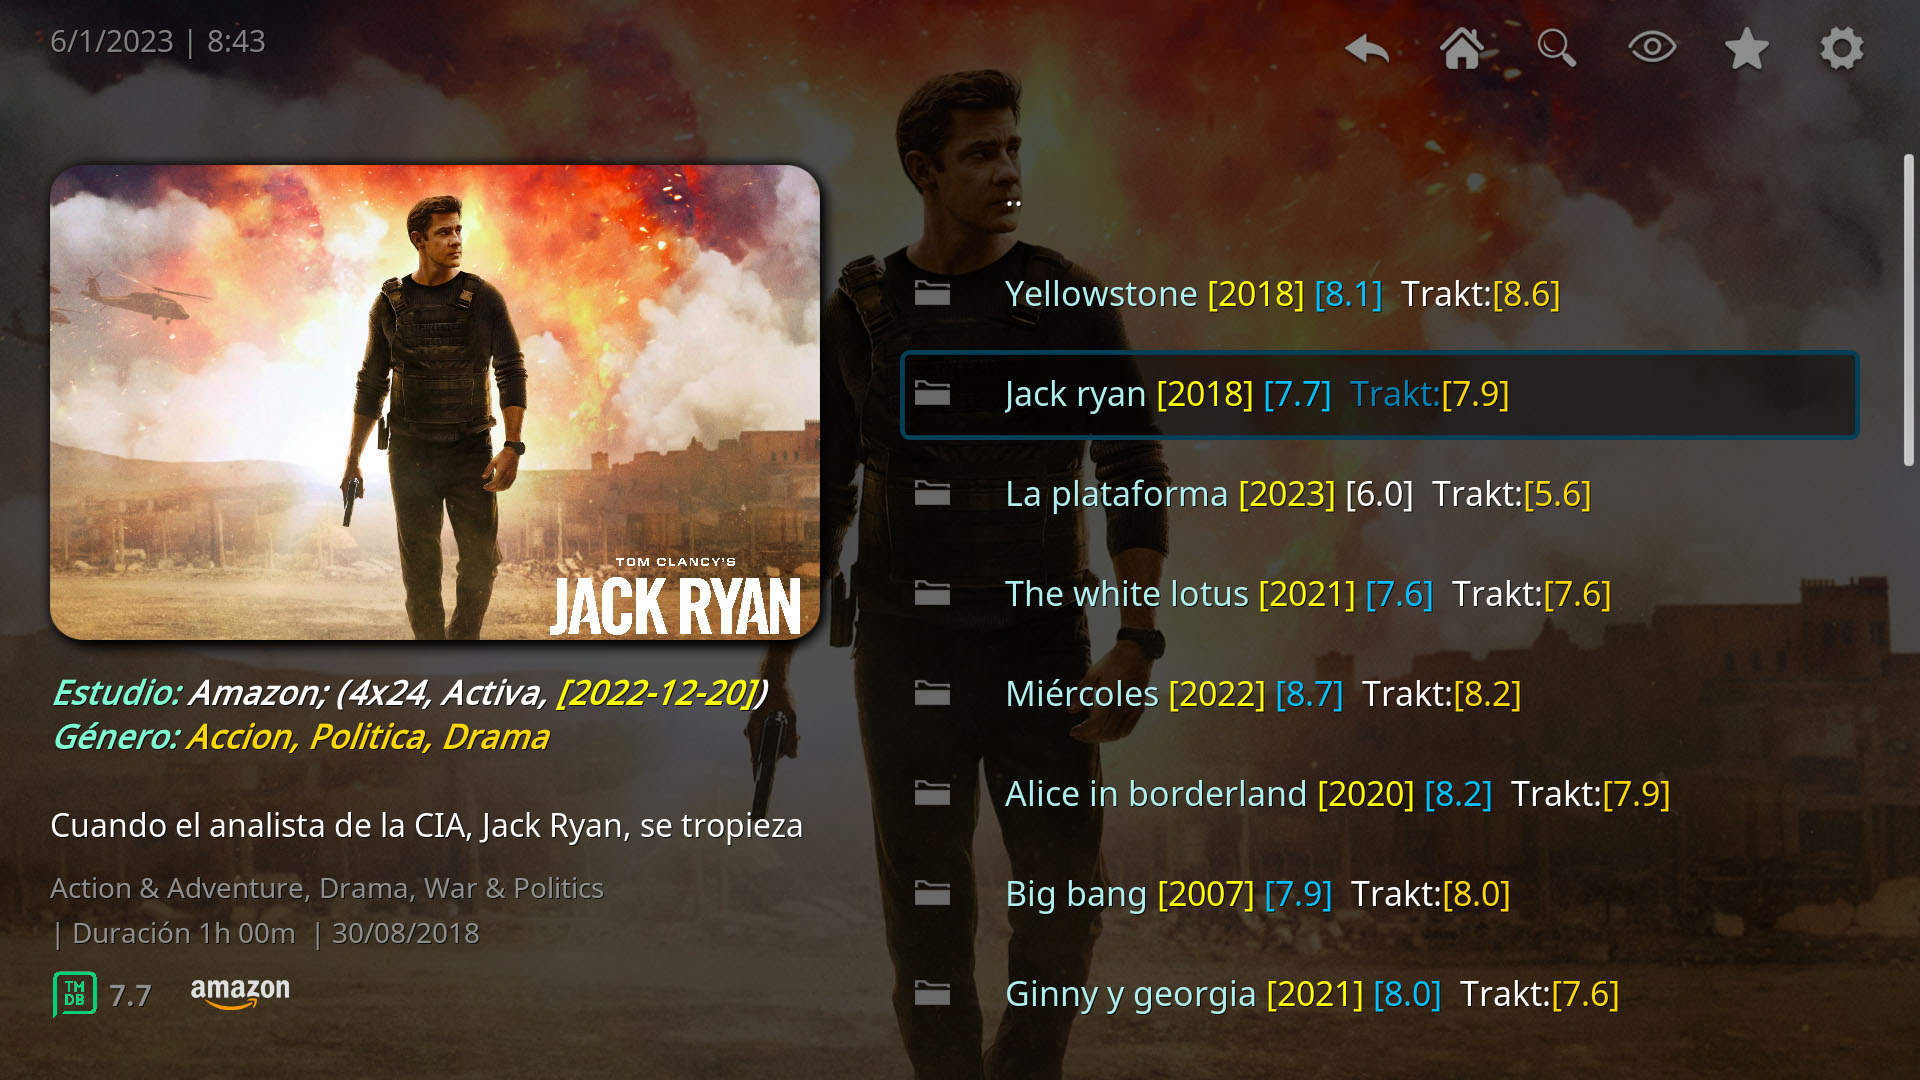 6/1/2023 | 8:43
TOM CLANCY'S
JACK RYAN
Estudio: Amazon; (4x24, Activa, [2022-12-20])
Género: Accion, Politica, Drama
Cuando el analista de la CIA, Jack Ryan, se tropieza
Action & Adventure, Drama, War & Politics
| Duración 1h 00m | 30/08/2018
TMDB 7.7 amazon
..
Yellowstone [2018] [8.1] Trakt:[8.6]
Jack ryan [2018] [7.7] Trakt:[7.9]
La plataforma [2023] [6.0] Trakt:[5.6]
The white lotus [2021] [7.6] Trakt:[7.6]
Miércoles [2022] [8.7] Trakt:[8.2]
Alice in borderland [2020] [8.2] Trakt:[7.9]
Big bang [2007] [7.9] Trakt:[8.0]
Ginny y georgia [2021] [8.0] Trakt:[7.6]